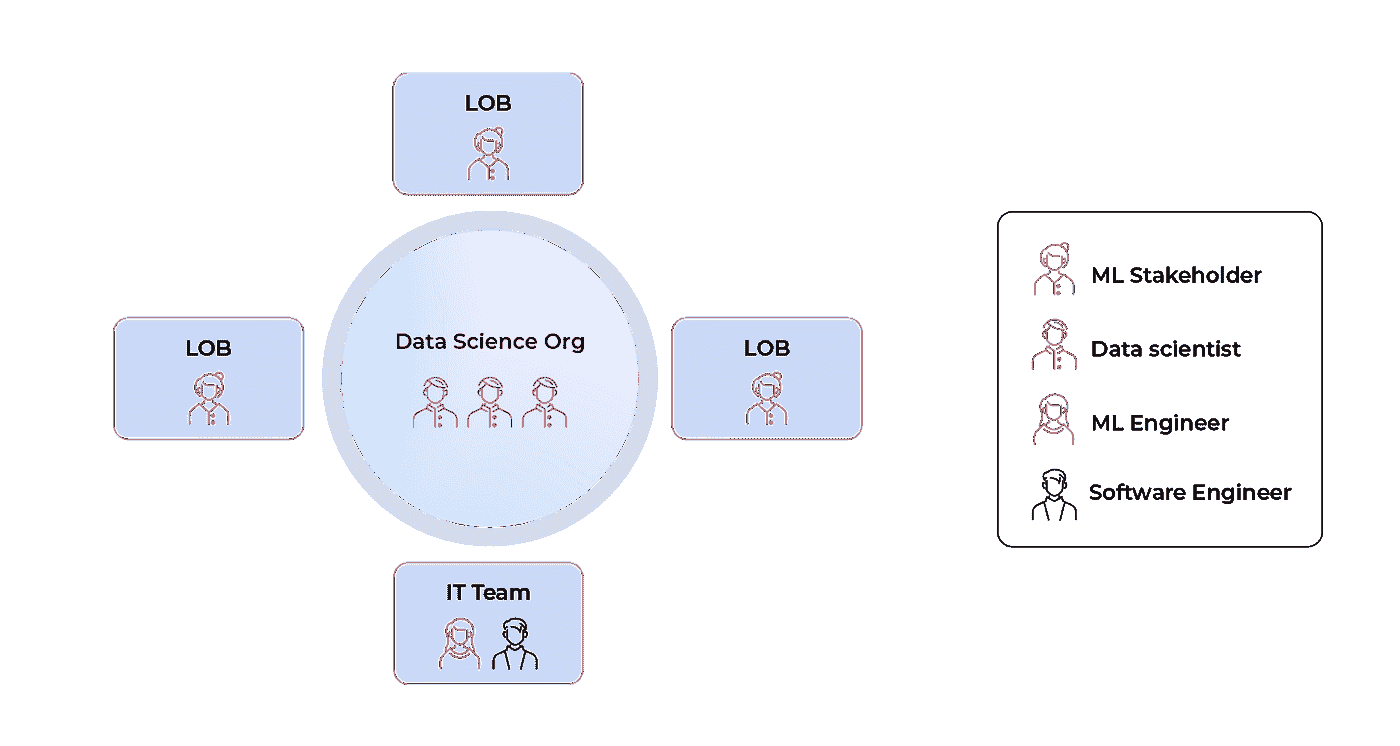 LOB
LOB
Data Science Org
LOB
IT Team
ML Stakeholder
Data scientist
ML Engineer
Software Engineer